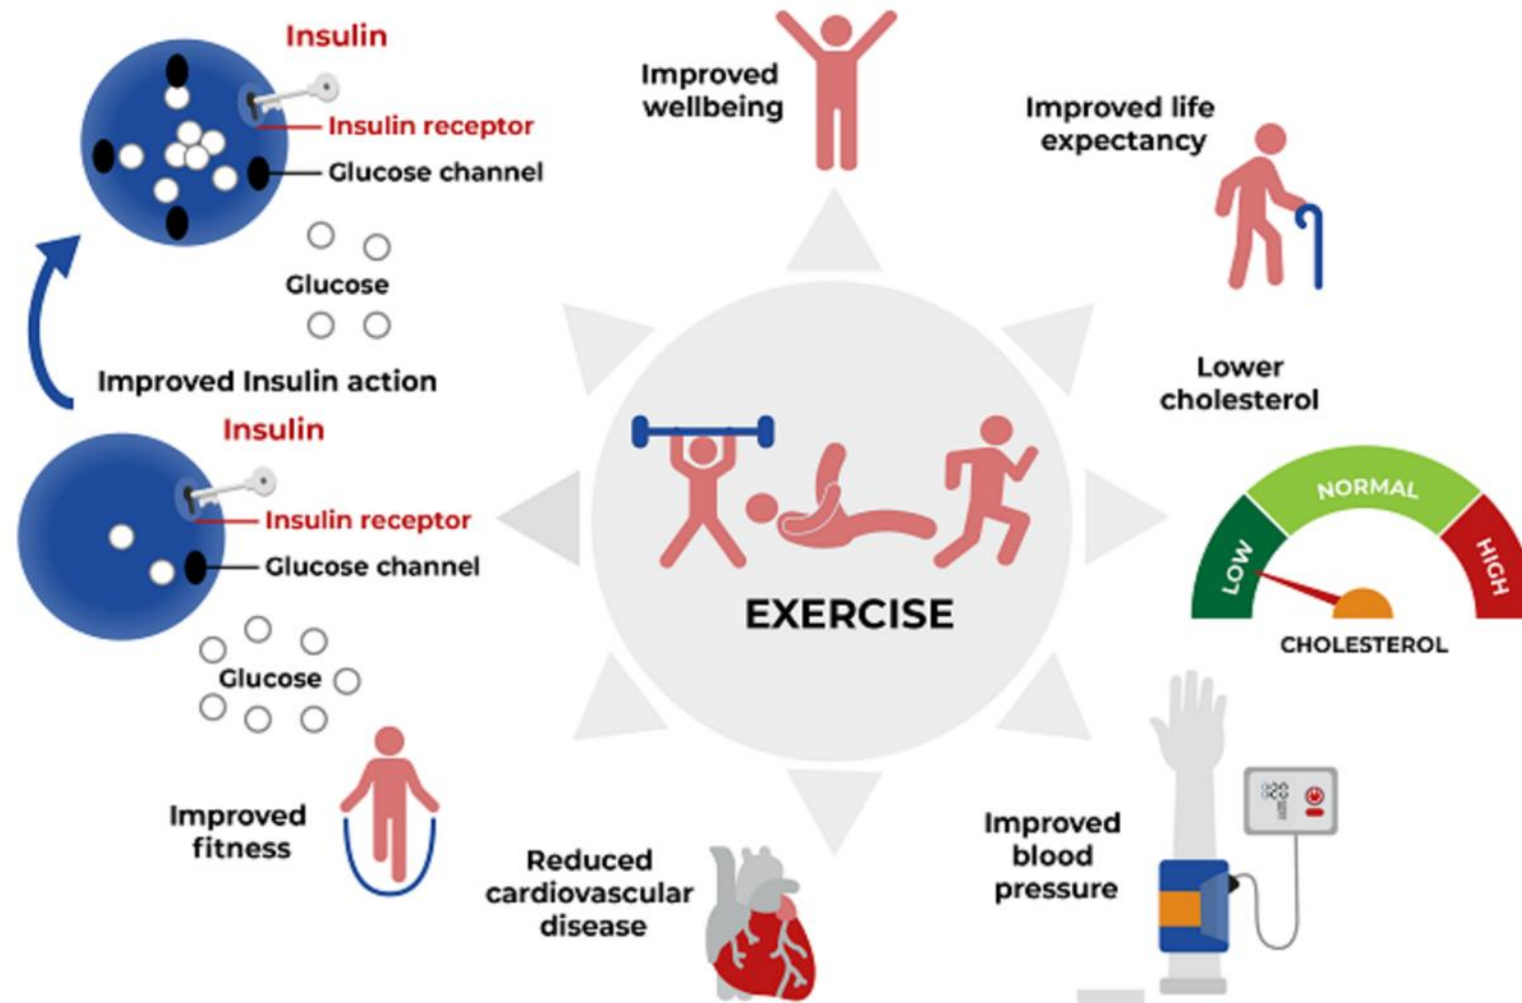 Insulin
Insulin receptor
Glucose channel
Glucose
Improved Insulin action
Insulin
Insulin receptor
Glucose channel
Glucose
Improved
fitness
Improved
wellbeing
Improved life
expectancy
Lower
cholesterol
LOW
NORMAL
HIGH
CHOLESTEROL
EXERCISE
Reduced
cardiovascular
disease
Improved
blood
pressure